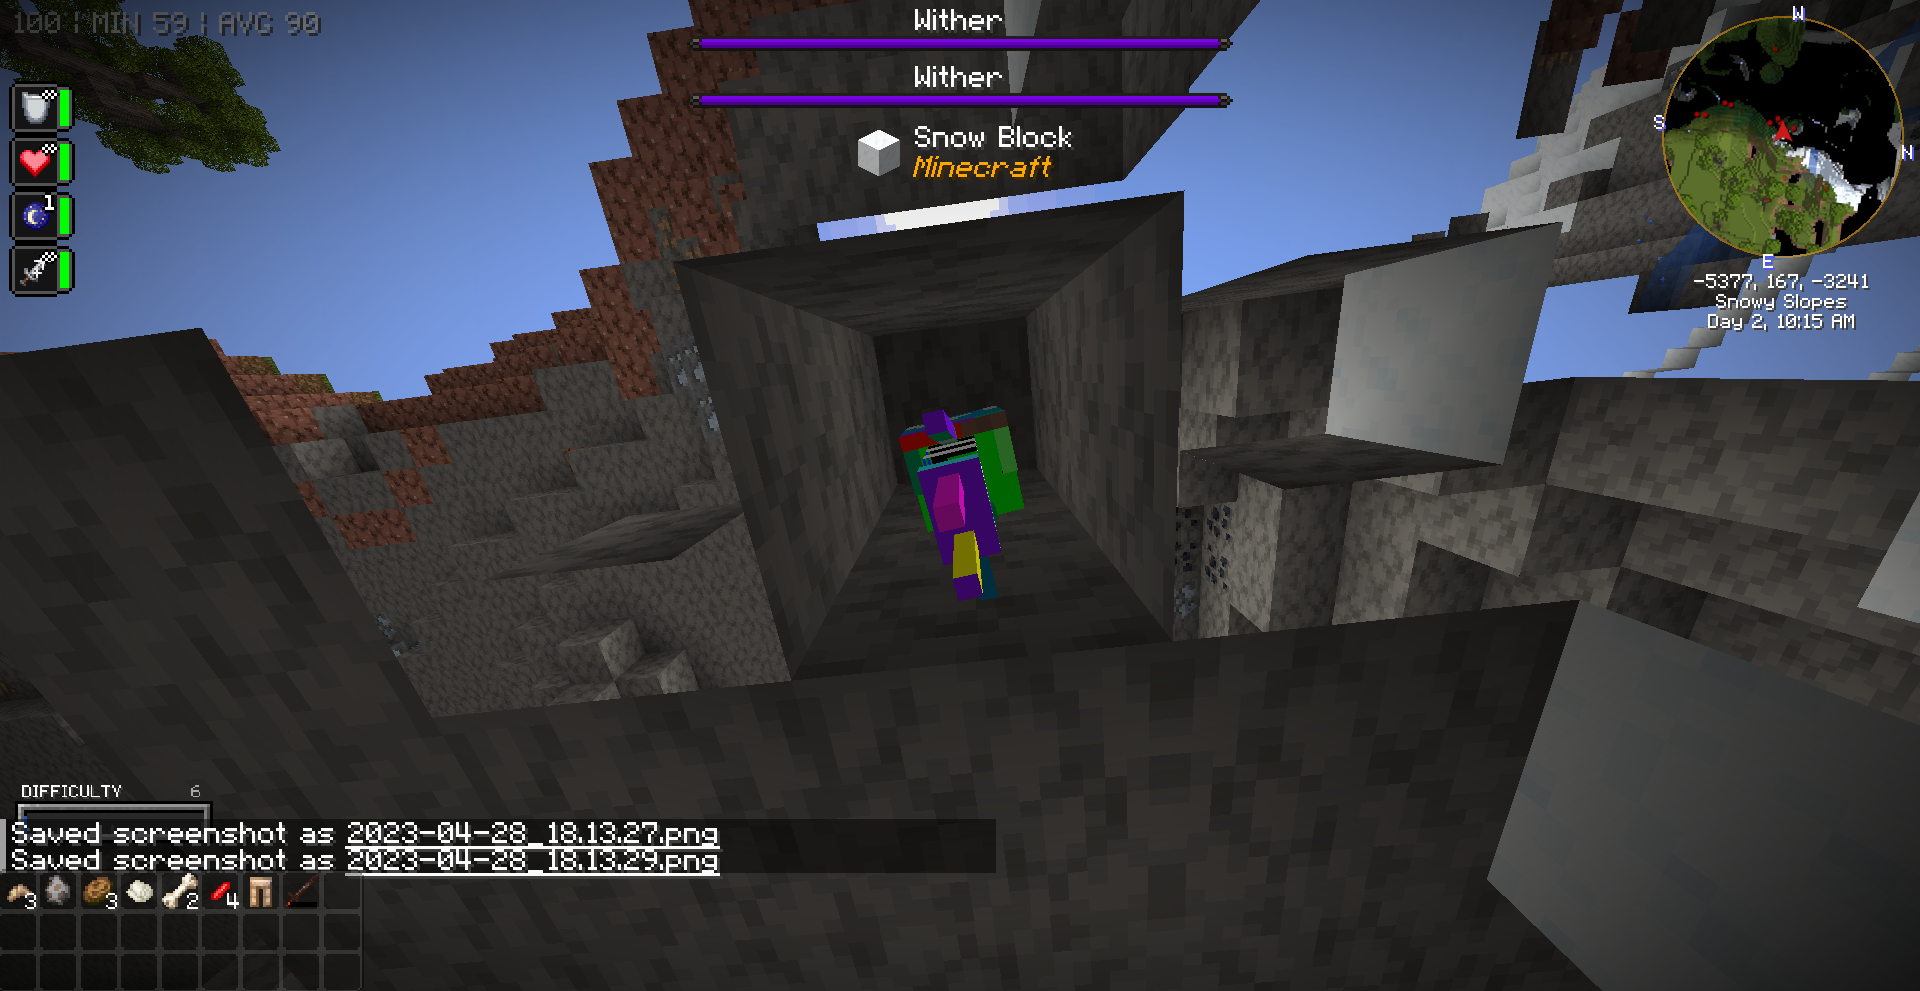 100 | MIN 59 | AVG 90
Wither
Wither
Snow Block
Minecraft
W
S
N
E
-5377, 167, -3241
Snowy Slopes
Day 2, 10:15 AM
1
DIFFICULTY 6
Saved screenshot as 2023-04-28_18.13.27.png
Saved screenshot as 2023-04-28_18.13.29.png
3 3 2 4